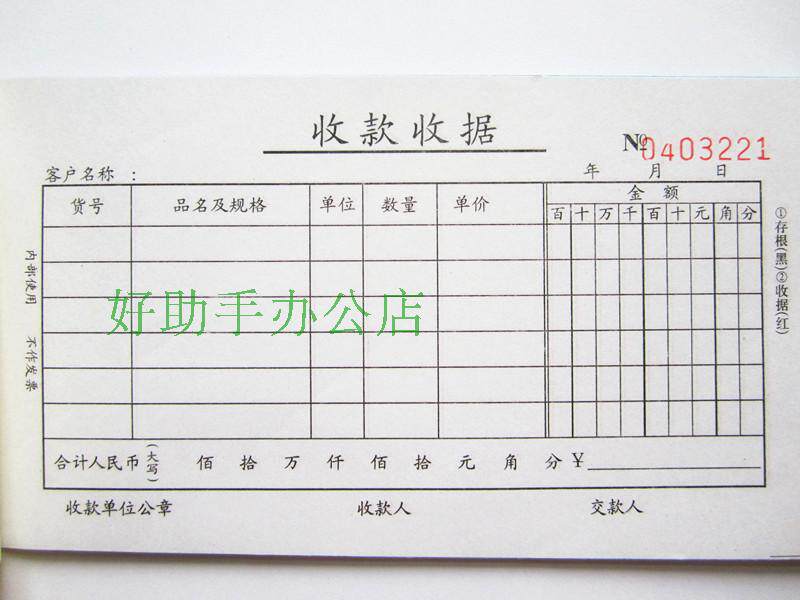 收款收据
№0403221
客户名称：
年 月 日
货号 品名及规格 单位 数量 单价 金额
百 十 万 千 百 十 元 角 分
内部使用 不作发票
①存根(黑)②收据(红)
好助手办公店
合计人民币(大写) 佰 拾 万 仟 佰 拾 元 角 分 ¥
收款单位公章 收款人 交款人